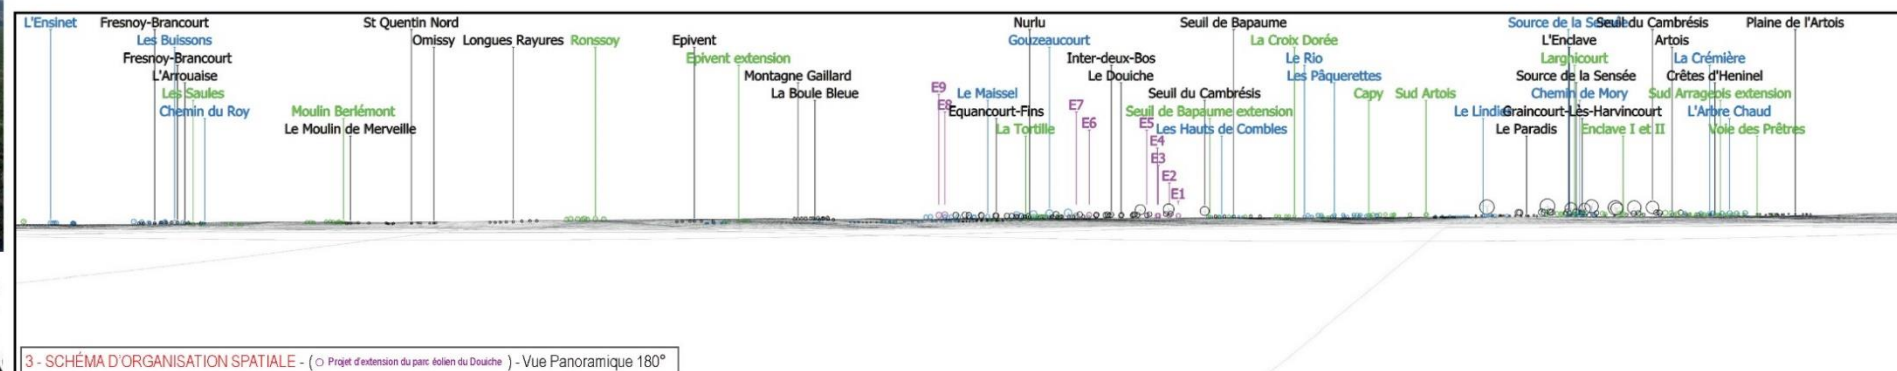 L'Ensinet Fresnoy-Brancourt St Quentin Nord Nurlu Seuil de Bapaume Source de la Sensée Seuil du Cambrésis Plaine de l'Artois
Les Buissons Omissy Longues Rayures Ronssoy Epivent Gouzeaucourt La Croix Dorée L'Enclave Artois
Fresnoy-Brancourt Epivent extension Inter-deux-Bos Le Rio Larghicourt La Crémière
L'Arrouaise Montagne Gaillard Le Douiche Les Pâquerettes Source de la Sensée Crêtes d'Heninel
Les Saules La Boule Bleue E9 Le Maissel Seuil du Cambrésis Capy Sud Artois Chemin de Mory Sud Arrageois extension
Chemin du Roy Moulin Berlémont E8 Equancourt-Fins E7 Seuil de Bapaume extension Le Lindier Graincourt-Lès-Harvincourt L'Arbre Chaud
Le Moulin de Merveille La Tortille E6 E5 Les Hauts de Combles Le Paradis Enclave I et II Voie des Prêtres
E4
E3
E2
E1
3 - SCHÉMA D'ORGANISATION SPATIALE - ( Projet d'extension du parc éolien du Douiche ) - Vue Panoramique 180°